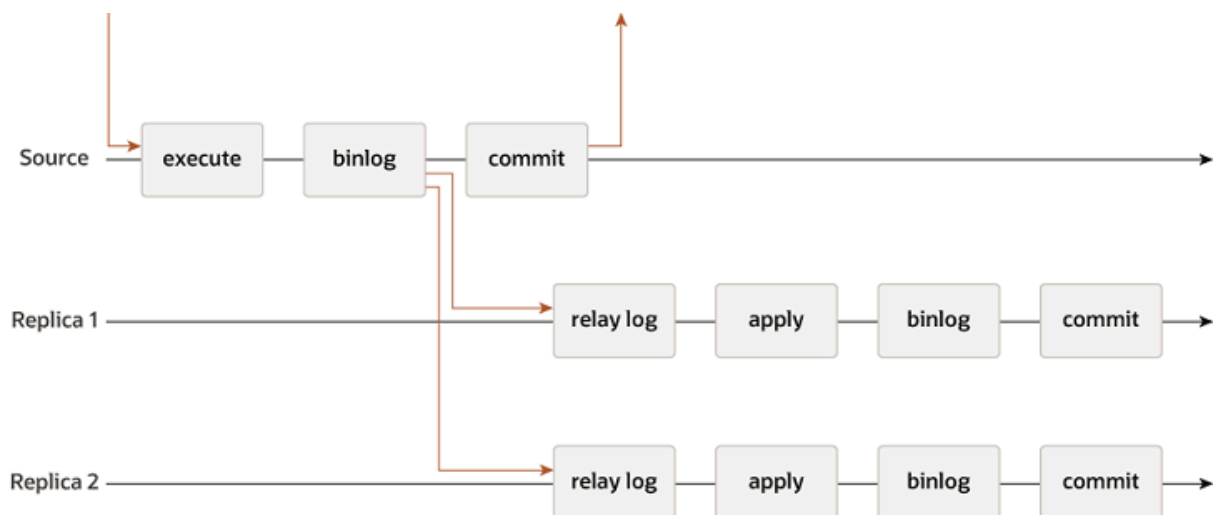 Source execute binlog commit
Replica 1 relay log apply binlog commit
Replica 2 relay log apply binlog commit